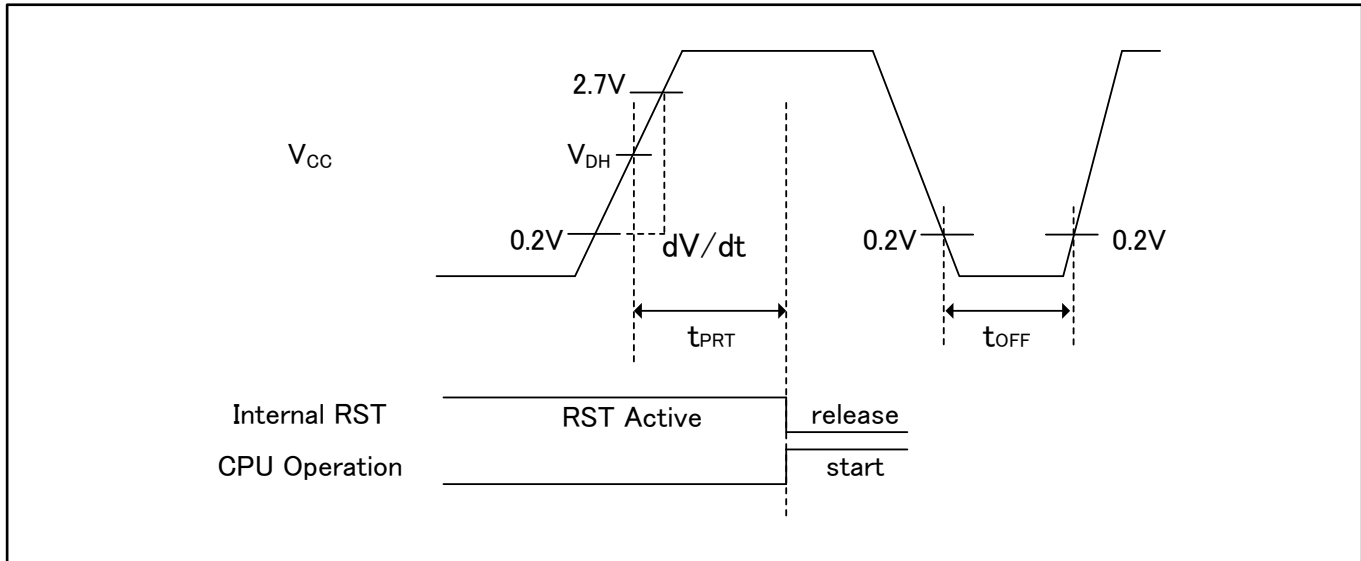 2.7V
VCC
VDH
0.2V
dV/dt
0.2V
0.2V
tPRT
tOFF
Internal RST
RST Active
release
CPU Operation
start